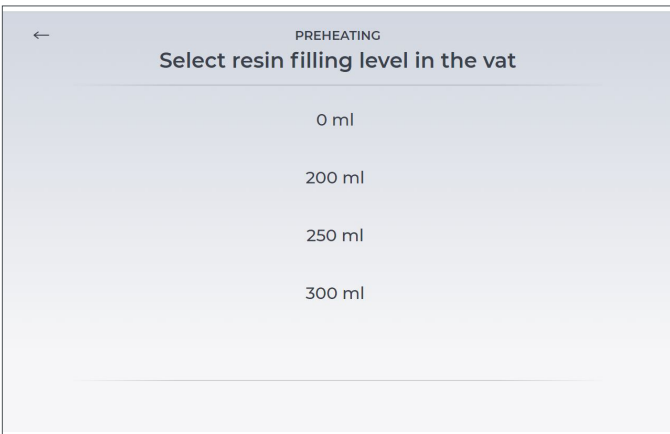 PREHEATING
Select resin filling level in the vat
0 ml
200 ml
250 ml
300 ml